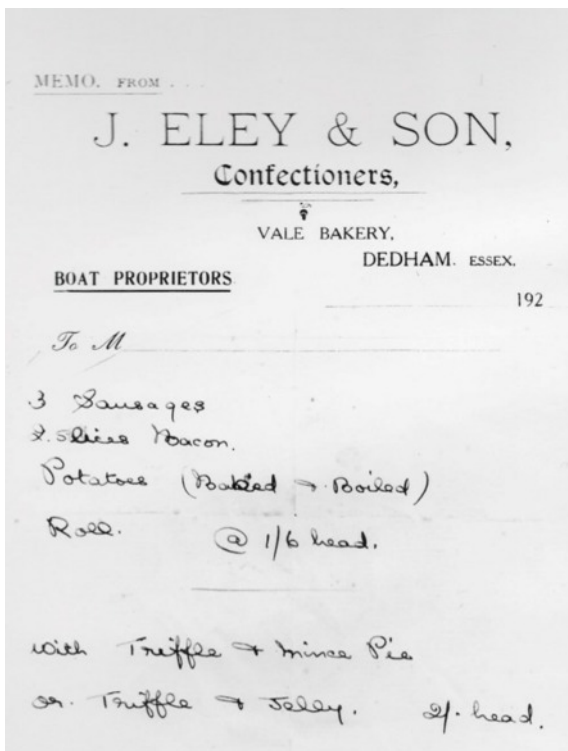 MEMO. FROM . . .
J. ELEY & SON,
Confectioners,
VALE BAKERY,
DEDHAM. ESSEX.
BOAT PROPRIETORS
192
To M
3 Sausages
2 slices Bacon.
Potatoes (Baked & Boiled)
Roll. @ 1/6 head.
with Triffle & Mince Pie
or Triffle & Jelly. 2/- head.